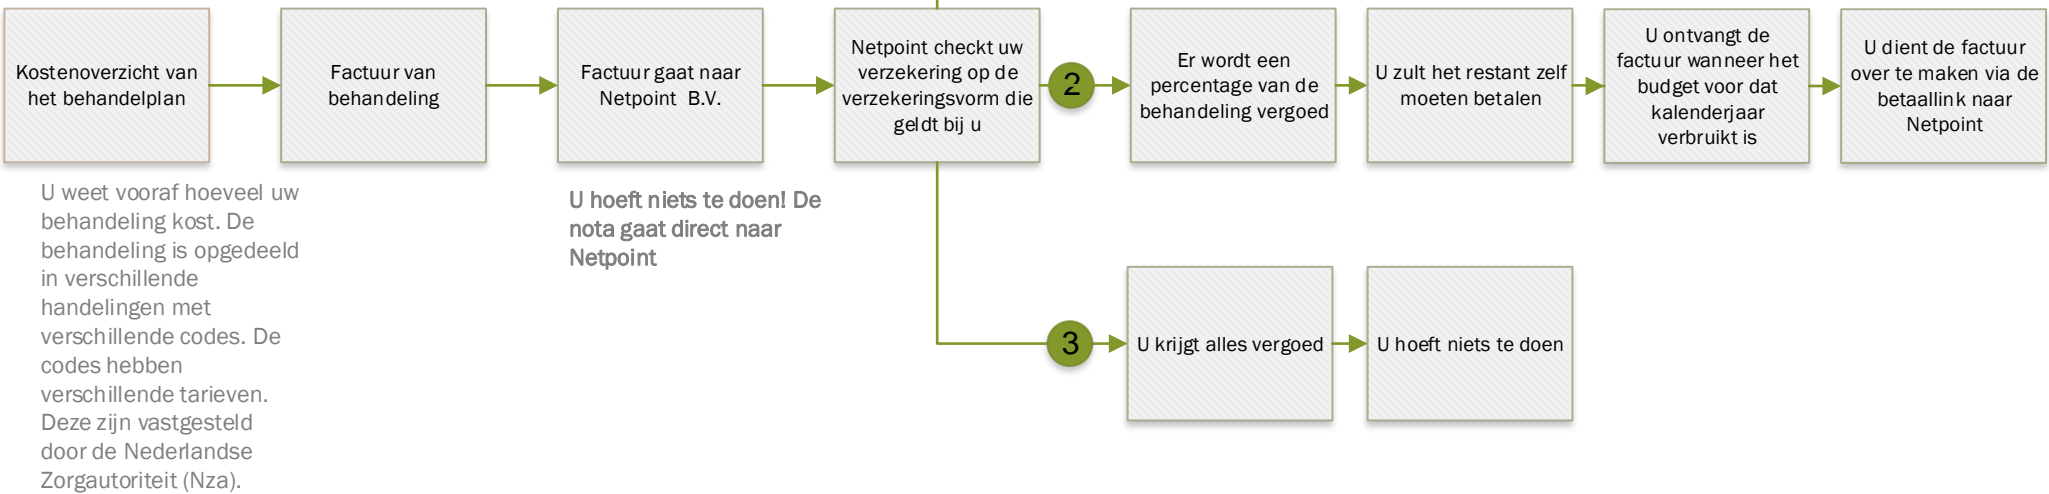 Kostenoverzicht van
het behandelplan
Factuur van
behandeling
Factuur gaat naar
Netpoint B.V.
Netpoint checkt uw
verzekering op de
verzekeringsvorm die
geldt bij u
2
Er wordt een
percentage van de
behandeling vergoed
U zult het restant zelf
moeten betalen
U ontvangt de
factuur wanneer het
budget voor dat
kalenderjaar
verbruikt is
U dient de factuur
over te maken via de
betaallink naar
Netpoint
U weet vooraf hoeveel uw
behandeling kost. De
behandeling is opgedeeld
in verschillende
handelingen met
verschillende codes. De
codes hebben
verschillende tarieven.
Deze zijn vastgesteld
door de Nederlandse
Zorgautoriteit (Nza).
U hoeft niets te doen! De
nota gaat direct naar
Netpoint
3
U krijgt alles vergoed
U hoeft niets te doen